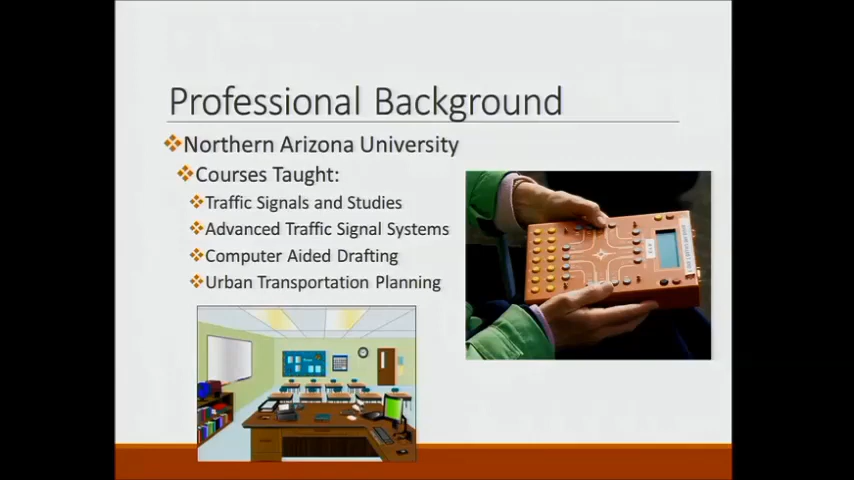 Professional Background
Northern Arizona University
Courses Taught:
Traffic Signals and Studies
Advanced Traffic Signal Systems
Computer Aided Drafting
Urban Transportation Planning